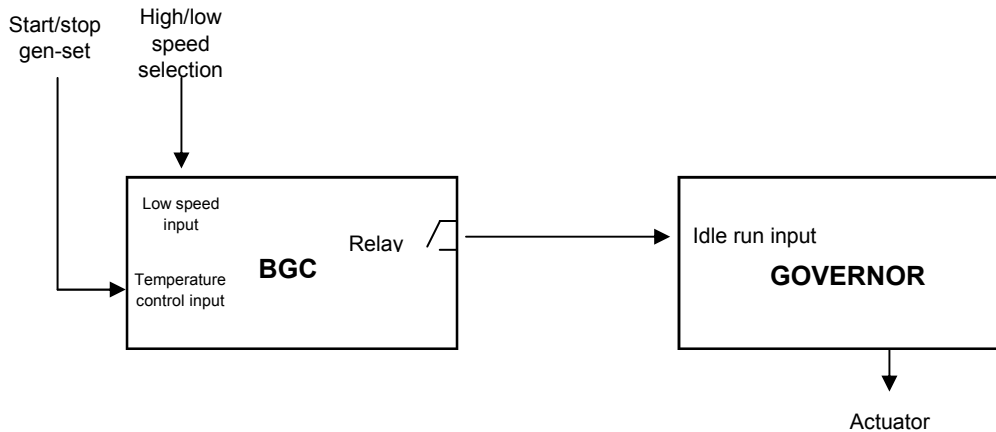 Start/stop
gen-set
High/low
speed
selection
Low speed
input
Relay
BGC
Temperature
control input
Idle run input
GOVERNOR
Actuator